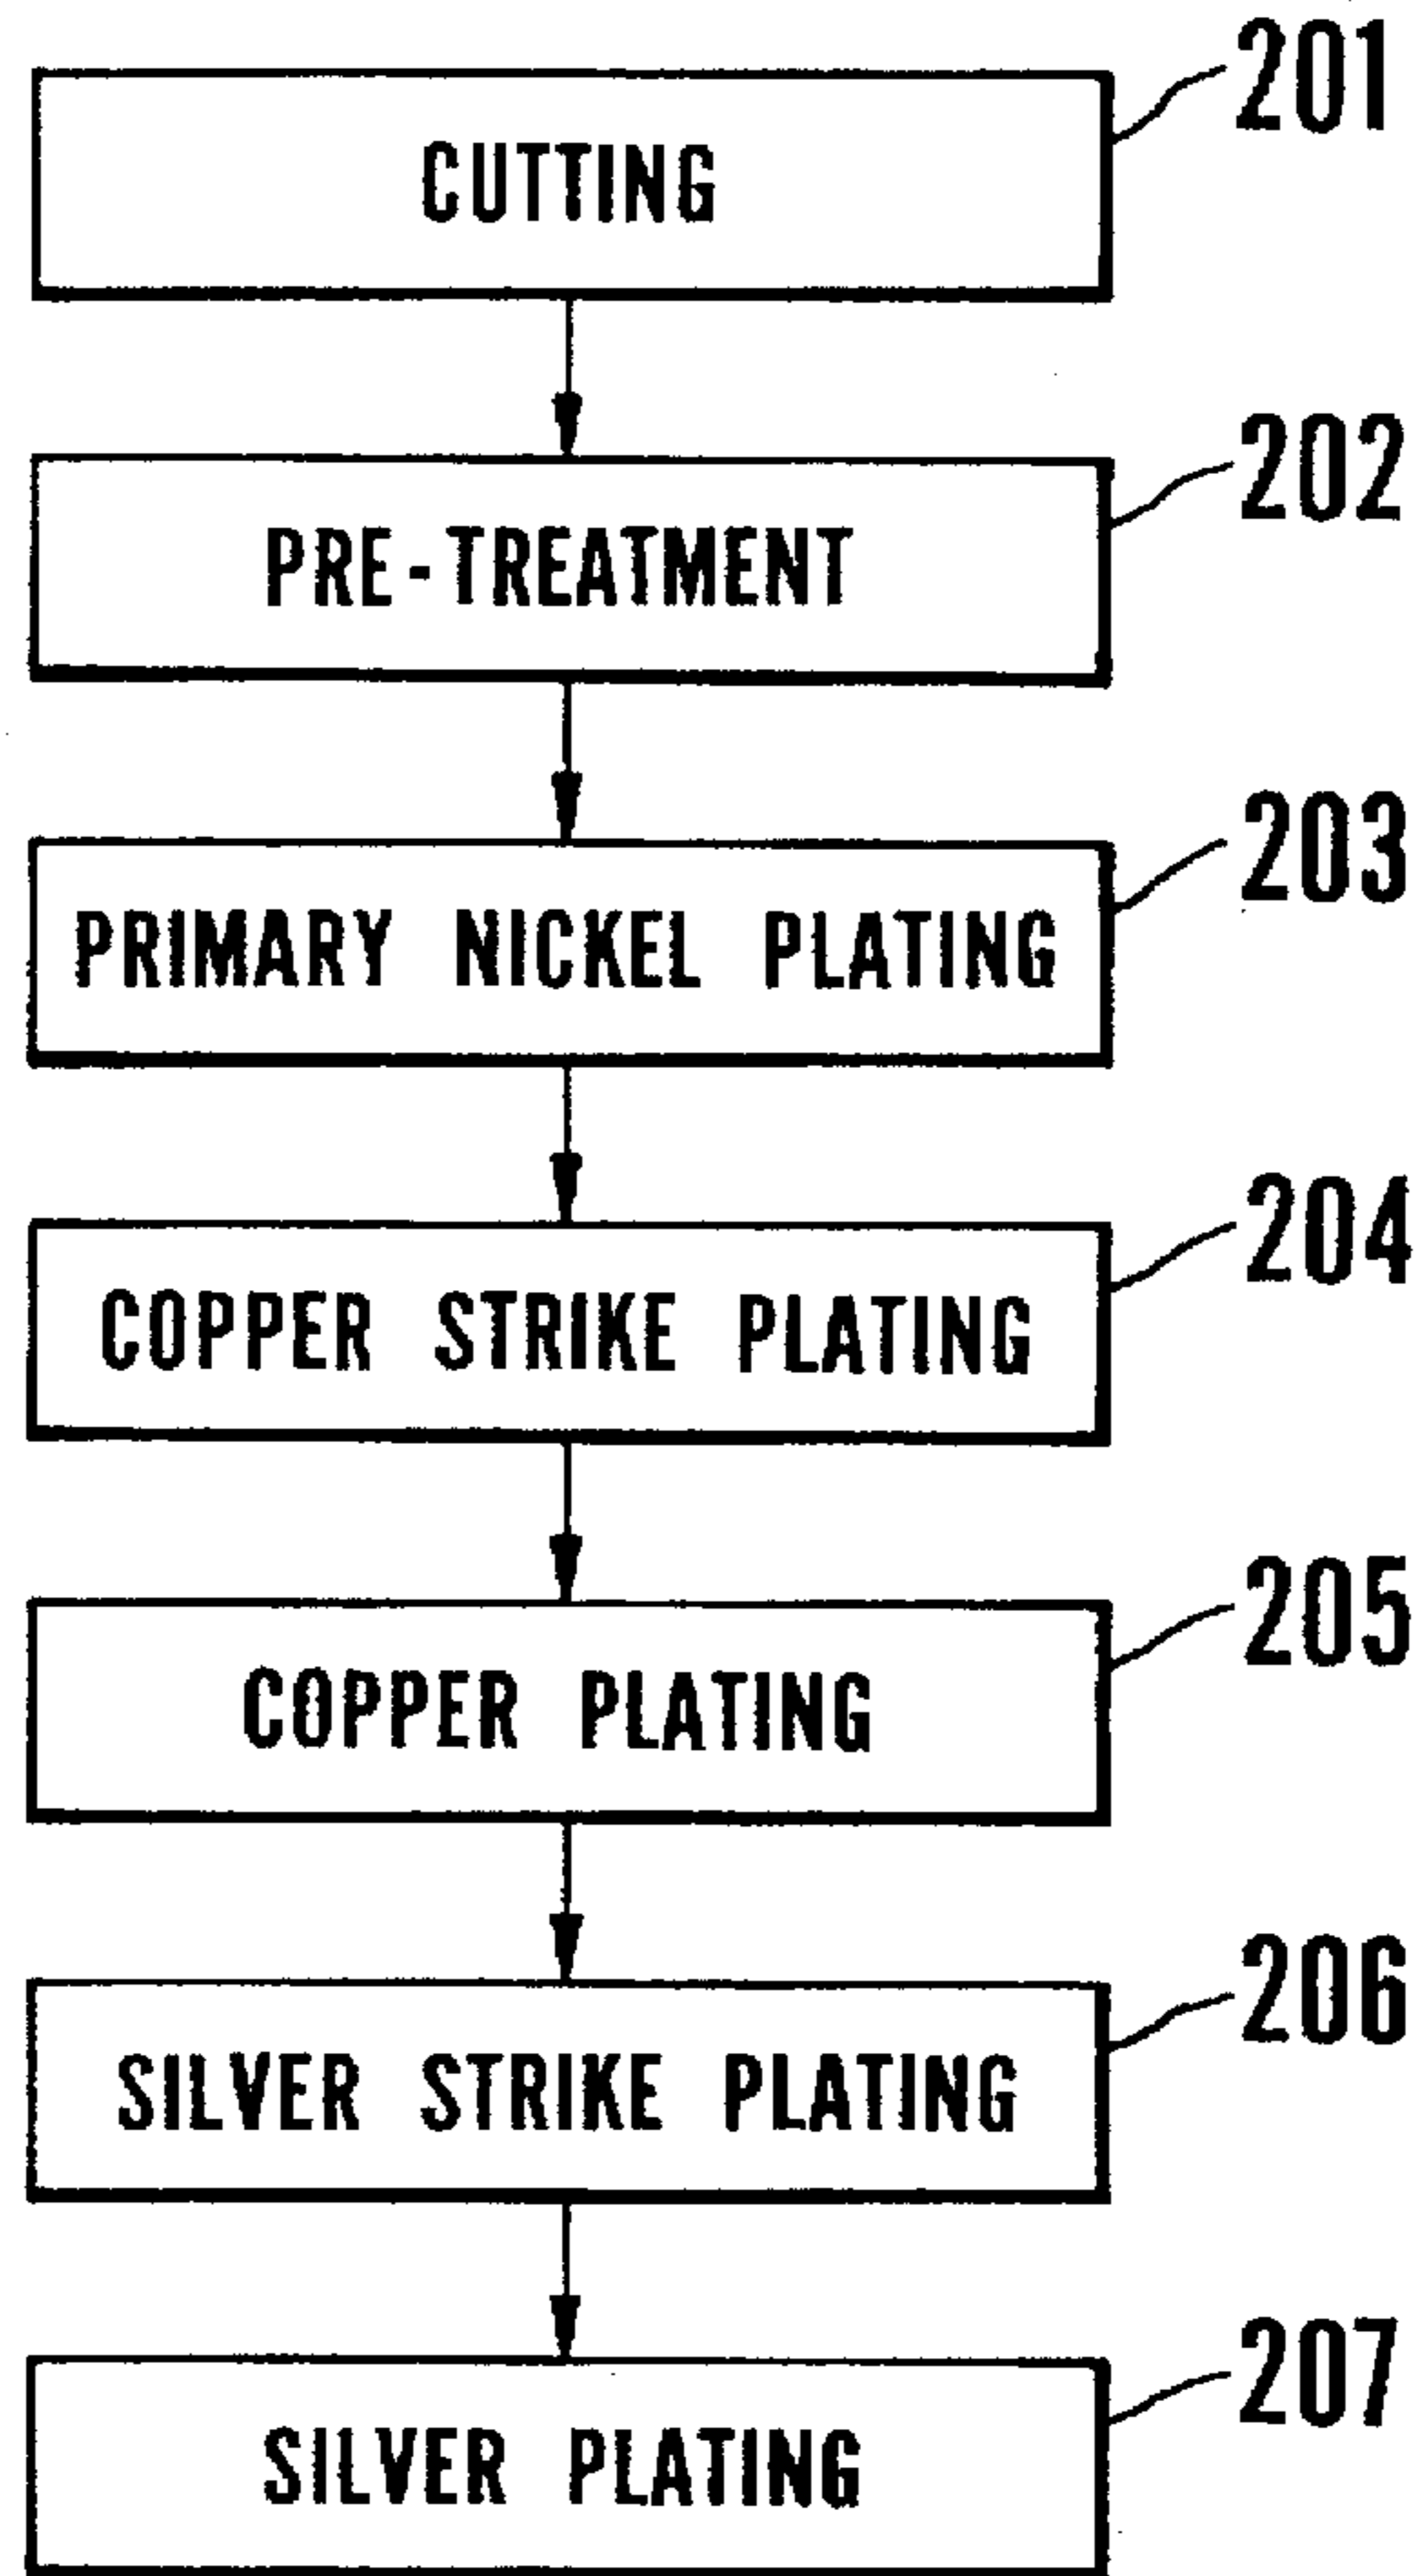 201
CUTTING
202
PRE-TREATMENT
203
PRIMARY NICKEL PLATING
204
COPPER STRIKE PLATING
205
COPPER PLATING
206
SILVER STRIKE PLATING
207
SILVER PLATING